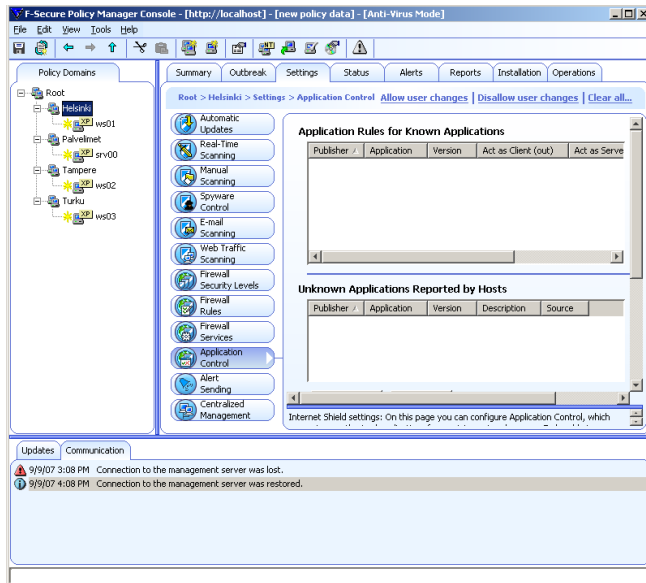 F-Secure Policy Manager Console - [http://localhost] - [new policy data] - [Anti-Virus Mode]
File Edit View Tools Help
Policy Domains
Root
Helsinki
XP ws01
Palvelimet
XP srv00
Tampere
XP ws02
Turku
XP ws03
Summary Outbreak Settings Status Alerts Reports Installation Operations
Root > Helsinki > Settings > Application Control Allow user changes | Disallow user changes | Clear all...
Automatic
Updates
Real-Time
Scanning
Manual
Scanning
Spyware
Control
E-mail
Scanning
Web Traffic
Scanning
Firewall
Security Levels
Firewall
Rules
Firewall
Services
Application
Control
Alert
Sending
Centralized
Management
Application Rules for Known Applications
Publisher Application Version Act as Client (out) Act as Serve
Unknown Applications Reported by Hosts
Publisher Application Version Description Source
Internet Shield settings: On this page you can configure Application Control, which
Updates Communication
9/9/07 3:08 PM Connection to the management server was lost.
9/9/07 4:08 PM Connection to the management server was restored.